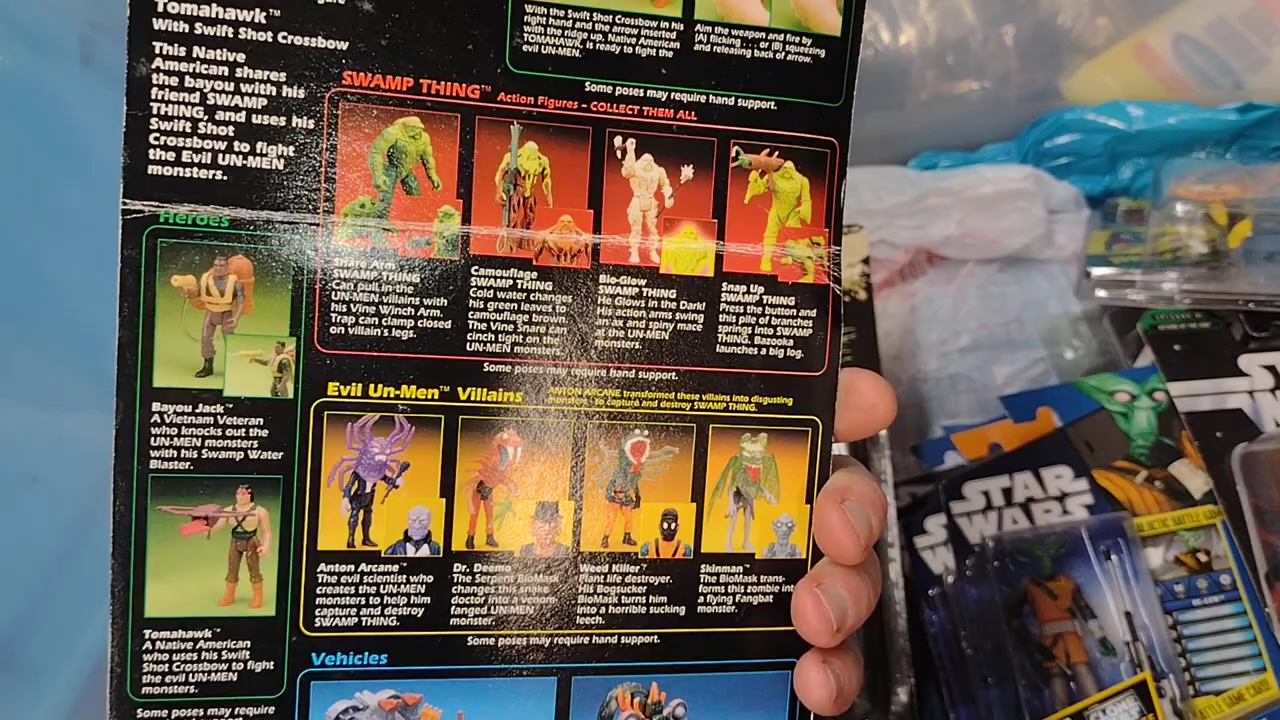 Tomahawk™
With Swift Shot Crossbow
This Native
American shares
the bayou with his
friend SWAMP
THING, and uses his
Swift Shot
Crossbow to fight
the Evil UN-MEN
monsters.
With the Swift Shot Crossbow in his
right hand and the arrow inserted
with the ridge up, Native American
TOMAHAWK, is ready to fight the
evil UN-MEN.
Aim the weapon and fire by
(A) flicking . . . or (B) squeezing
and releasing back of arrow.
Some poses may require hand support.
SWAMP THING™ Action Figures – COLLECT THEM ALL
Snare Arm
SWAMP THING
Can pull in the
UN-MEN villains with
his Vine Winch Arm.
Trap can clamp closed
on villain's legs.
Camouflage
SWAMP THING
Cold water changes
his green leaves to
camouflage brown.
The Vine Snare can
cinch tight on the
UN-MEN monsters.
Bio-Glow
SWAMP THING
He Glows in the Dark!
His action arms swing
an ax and spiny mace
at the UN-MEN
monsters.
Snap Up
SWAMP THING
Press the button and
this pile of branches
springs into SWAMP
THING. Bazooka
launches a big log.
Some poses may require hand support.
Heroes
Bayou Jack™
A Vietnam Veteran
who knocks out the
UN-MEN monsters
with his Swamp Water
Blaster.
Tomahawk™
A Native American
who uses his Swift
Shot Crossbow to fight
the evil UN-MEN
monsters.
Some poses may require
Evil Un-Men™ Villains
ANTON ARCANE transformed these villains into disgusting
monsters to capture and destroy SWAMP THING.
Anton Arcane™
The evil scientist who
creates the UN-MEN
monsters to help him
capture and destroy
SWAMP THING.
Dr. Deemo
The Serpent BioMask
changes this snake
doctor into a venom-
fanged UN-MEN
monster.
Weed Killer™
Plant life destroyer.
His Bogsucker
BioMask turns him
into a horrible sucking
leech.
Skinman™
The BioMask trans-
forms this zombie into
a flying Fangbat
monster.
Some poses may require hand support.
Vehicles
STAR
WARS
GALACTIC BATTLE GAME
BATTLE GAME CARD!